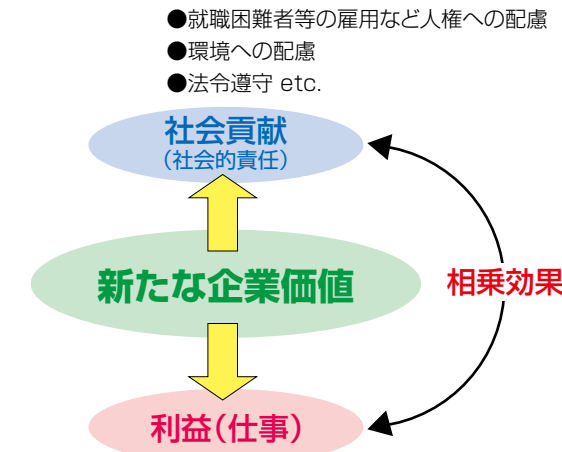 ●就職困難者等の雇用など人権への配慮
●環境への配慮
●法令遵守 etc.
社会貢献
（社会的責任）
新たな企業価値
相乗効果
利益（仕事）